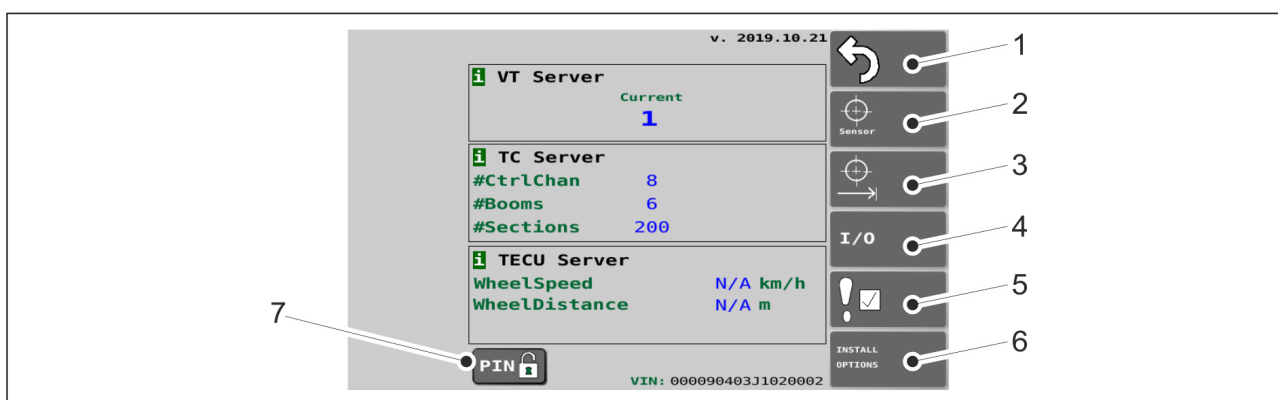 v. 2019.10.21
i VT Server
Current
1
i TC Server
#CtrlChan 8
#Booms 6
#Sections 200
i TECU Server
WheelSpeed N/A km/h
WheelDistance N/A m
PIN
VIN: 000090403J1020002
Sensor
I/O
INSTALL
OPTIONS
1
2
3
4
5
6
7